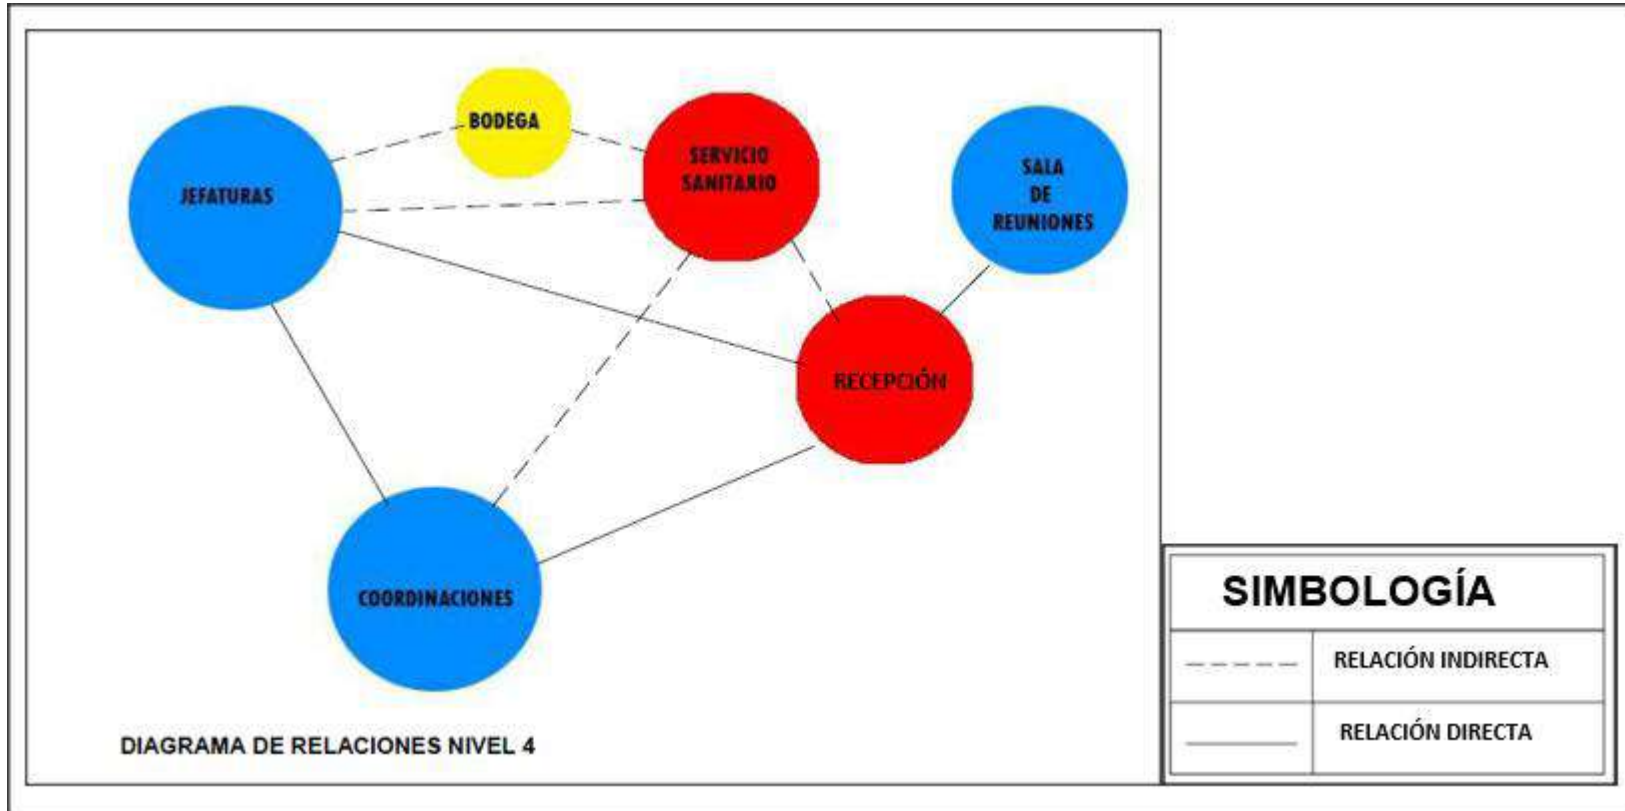 BODEGA
JEFATURAS
SERVICIO
SANITARIO
SALA
DE
REUNIONES
RECEPCIÓN
COORDINACIONES
DIAGRAMA DE RELACIONES NIVEL 4
SIMBOLOGÍA
RELACIÓN INDIRECTA
RELACIÓN DIRECTA